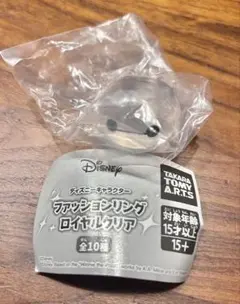 Disney
ディズニーキャラクター
ファッションリング
ロイヤルクリア
全10種
TAKARA
TOMY
A.R.T.S
対象年齢
15才以上
15+